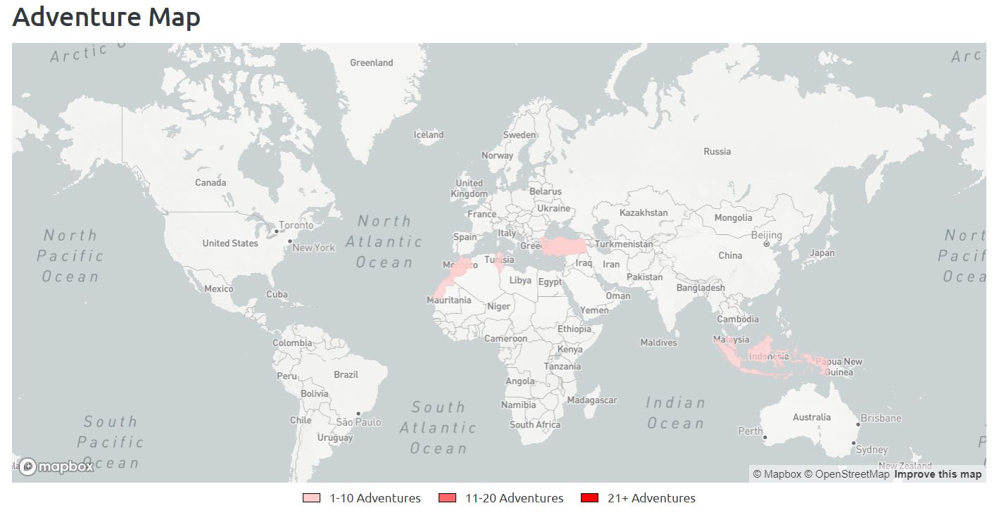 Adventure Map
Arctic O
Arc
Greenland
Iceland
Sweden
Norway
Russia
Canada
United
Kingdom
Belarus
Ukraine
France
Kazakhstan
Mongolia
North
Pacific
Ocean
North
Atlantic
Ocean
Toronto
New York
United States
Spain
Italy
Greece
Turkmenistan
Beijing
China
Japan
Nort
Pacif
Ocea
Morocco
Tunisia
Iraq
Iran
Pakistan
Libya
Egypt
Bangladesh
Mexico
Cuba
Mauritania
Niger
Oman
Yemen
Cambodia
Colombia
Cameroon
Ethiopia
Kenya
Maldives
Malaysia
Indonesia
Papua New
Guinea
Peru
Brazil
Tanzania
Angola
Bolivia
Namibia
Madagascar
South
Atlantic
Ocean
Indian
Ocean
Chile
São Paulo
Uruguay
South Africa
Australia
Brisbane
Perth
Sydney
New Zealand
South
Pacific
Ocean
mapbox
© Mapbox © OpenStreetMap Improve this map
1-10 Adventures 11-20 Adventures 21+ Adventures